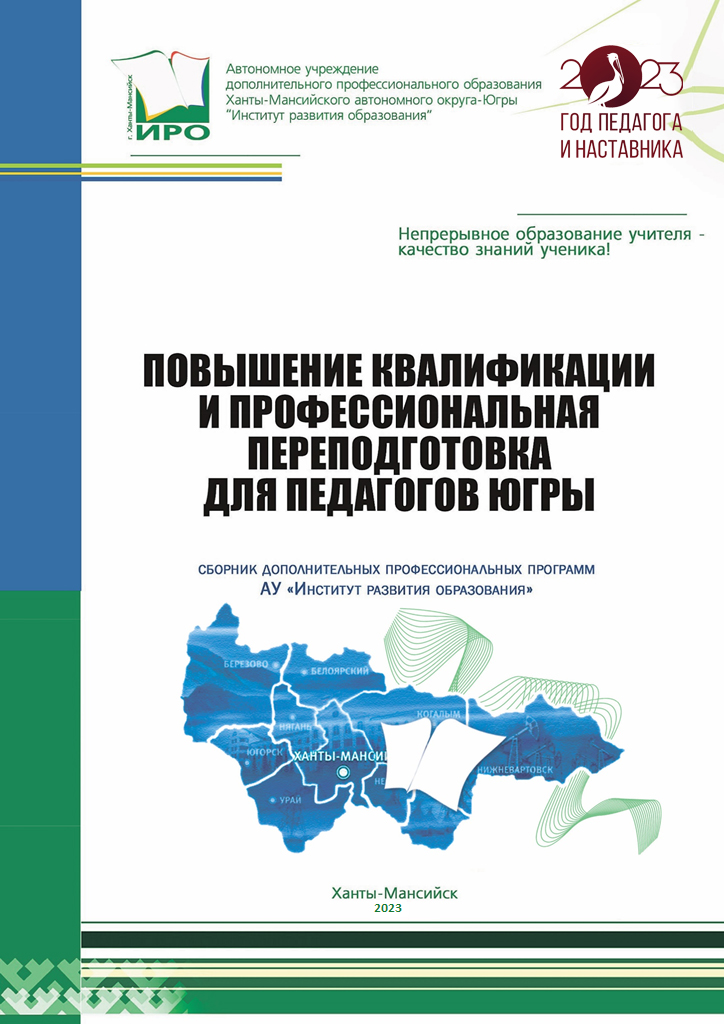 г. Ханты-Мансийск
ИРО
Автономное учреждение
дополнительного профессионального образования
Ханты-Мансийского автономного округа-Югры
"Институт развития образования"
2023
ГОД ПЕДАГОГА
И НАСТАВНИКА
Непрерывное образование учителя -
качество знаний ученика!
ПОВЫШЕНИЕ КВАЛИФИКАЦИИ
И ПРОФЕССИОНАЛЬНАЯ
ПЕРЕПОДГОТОВКА
ДЛЯ ПЕДАГОГОВ ЮГРЫ
СБОРНИК ДОПОЛНИТЕЛЬНЫХ ПРОФЕССИОНАЛЬНЫХ ПРОГРАММ
АУ «ИНСТИТУТ РАЗВИТИЯ ОБРАЗОВАНИЯ»
БЕРЕЗОВО
БЕЛОЯРСКИЙ
КОГАЛЫМ
НЯГАНЬ
ЮГОРСК
ХАНТЫ-МАНСИ
НЕ
НИЖНЕВАРТОВСК
УРАЙ
Ханты-Мансийск
2023